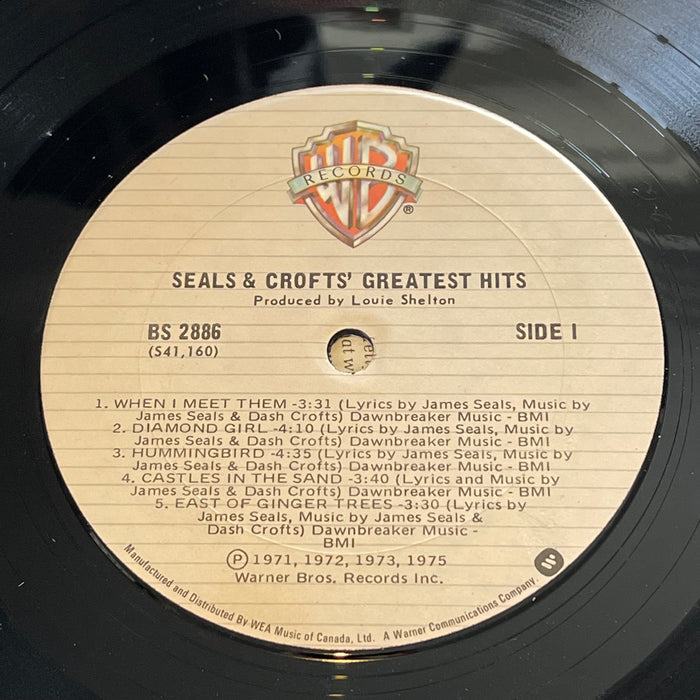 WB
RECORDS
®
SEALS & CROFTS' GREATEST HITS
Produced by Louie Shelton
BS 2886
SIDE 1
(S41,160)
1. WHEN I MEET THEM -3:31 (Lyrics by James Seals, Music by
James Seals & Dash Crofts) Dawnbreaker Music - BMI
2. DIAMOND GIRL -4:10 (Lyrics by James Seals, Music by
James Seals & Dash Crofts) Dawnbreaker Music - BMI
3. HUMMINGBIRD -4:35 (Lyrics by James Seals, Music by
James Seals & Dash Crofts) Dawnbreaker Music - BMI
4. CASTLES IN THE SAND -3:40 (Lyrics and Music by
James Seals & Dash Crofts) Dawnbreaker Music - BMI
5. EAST OF GINGER TREES -3:30 (Lyrics by
James Seals, Music by James Seals &
Dash Crofts) Dawnbreaker Music -
BMI
Ⓟ 1971, 1972, 1973, 1975
Warner Bros. Records Inc.
Manufactured and Distributed By WEA Music of Canada, Ltd. A Warner Communications Company.